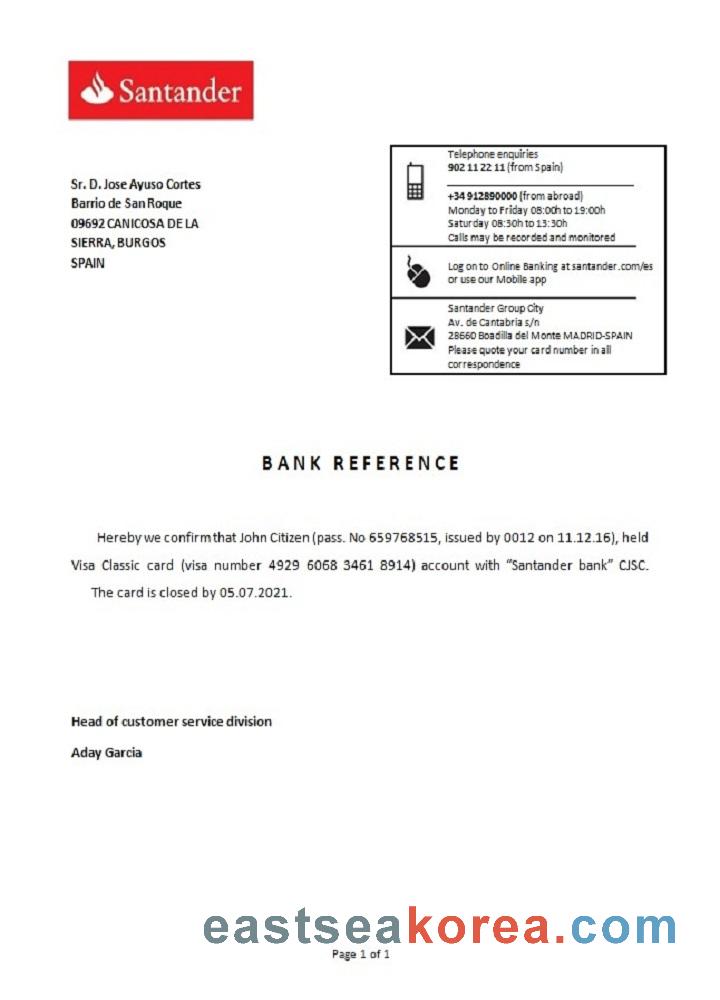 Santander
Sr. D. Jose Ayuso Cortes
Barrio de San Roque
09692 CANICOSA DE LA
SIERRA, BURGOS
SPAIN
Telephone enquiries
902 11 22 11 (from Spain)
+34 912890000 (from abroad)
Monday to Friday 08:00h to 19:00h
Saturday 08:30h to 13:30h
Calls may be recorded and monitored
Log on to Online Banking at santander.com/es
or use our Mobile app
Santander Group City
Av. de Cantabria s/n
28660 Boadilla del Monte MADRID-SPAIN
Please quote your card number in all
correspondence
BANK REFERENCE
Hereby we confirm that John Citizen (pass. No 659768515, issued by 0012 on 11.12.16), held
Visa Classic card (visa number 4929 6068 3461 8914) account with “Santander bank” CJSC.
The card is closed by 05.07.2021.
Head of customer service division
Aday Garcia
eastseakorea.com
Page 1 of 1